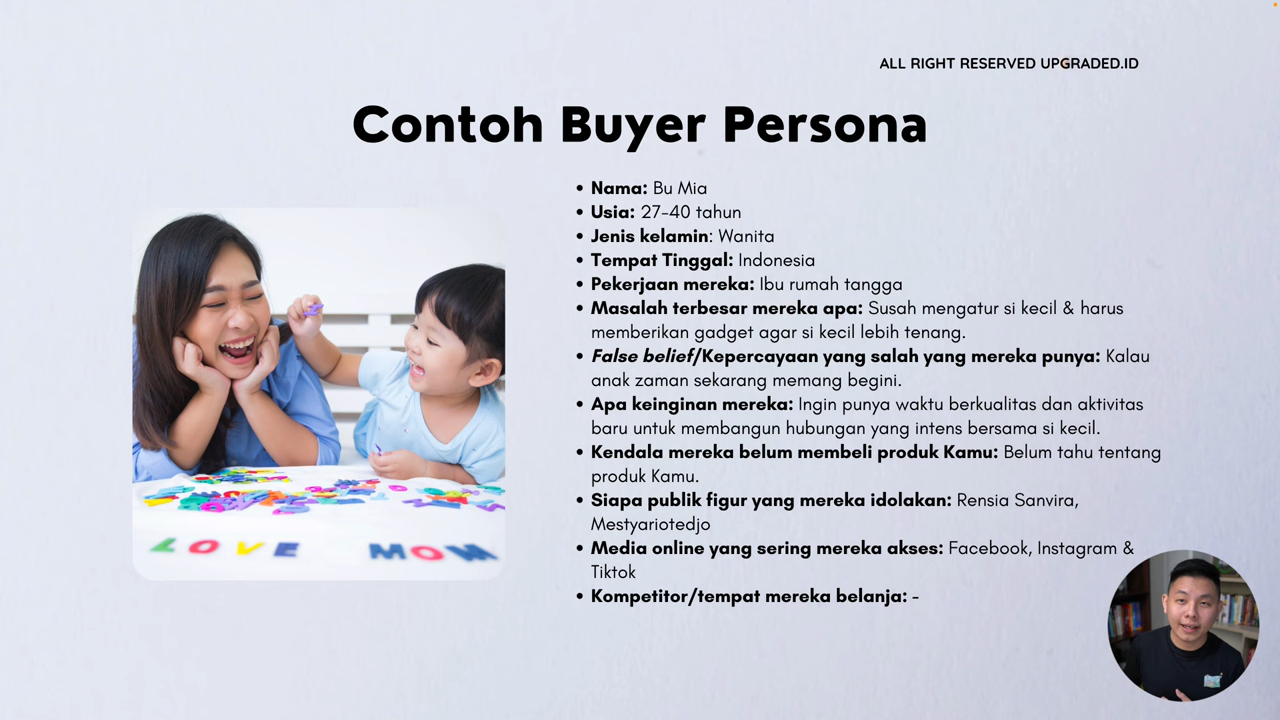 ALL RIGHT RESERVED UPGRADED.ID
Contoh Buyer Persona
• Nama: Bu Mia
• Usia: 27-40 tahun
• Jenis kelamin: Wanita
• Tempat Tinggal: Indonesia
• Pekerjaan mereka: Ibu rumah tangga
• Masalah terbesar mereka apa: Susah mengatur si kecil & harus
memberikan gadget agar si kecil lebih tenang.
• False belief/Kepercayaan yang salah yang mereka punya: Kalau
anak zaman sekarang memang begini.
• Apa keinginan mereka: Ingin punya waktu berkualitas dan aktivitas
baru untuk membangun hubungan yang intens bersama si kecil.
• Kendala mereka belum membeli produk Kamu: Belum tahu tentang
produk Kamu.
• Siapa publik figur yang mereka idolakan: Rensia Sanvira,
Mestyariotedjo
• Media online yang sering mereka akses: Facebook, Instagram &
Tiktok
• Kompetitor/tempat mereka belanja: -
LOVE MOM